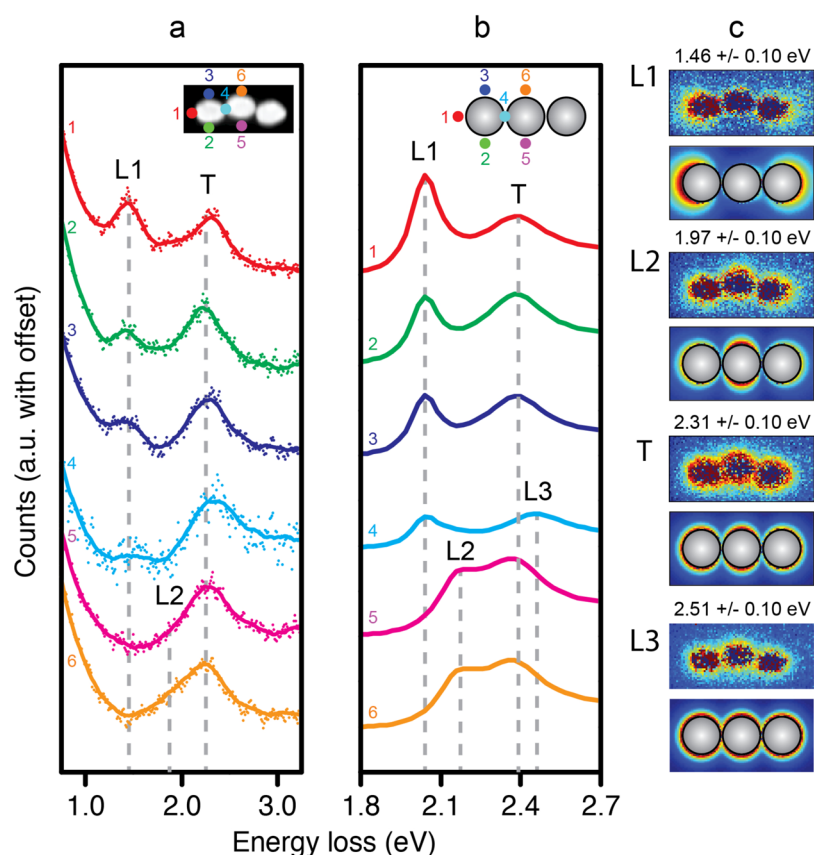 a
b
c
3
6
4
1
2
5
1
L1
T
2
3
4
5
L2
6
3
6
4
1
2
5
L1
T
1
2
3
L3
4
L2
5
6
L1
1.46 +/- 0.10 eV
L2
1.97 +/- 0.10 eV
T
2.31 +/- 0.10 eV
L3
2.51 +/- 0.10 eV
Counts (a.u. with offset)
1.0
2.0
3.0
1.8
2.1
2.4
2.7
Energy loss (eV)